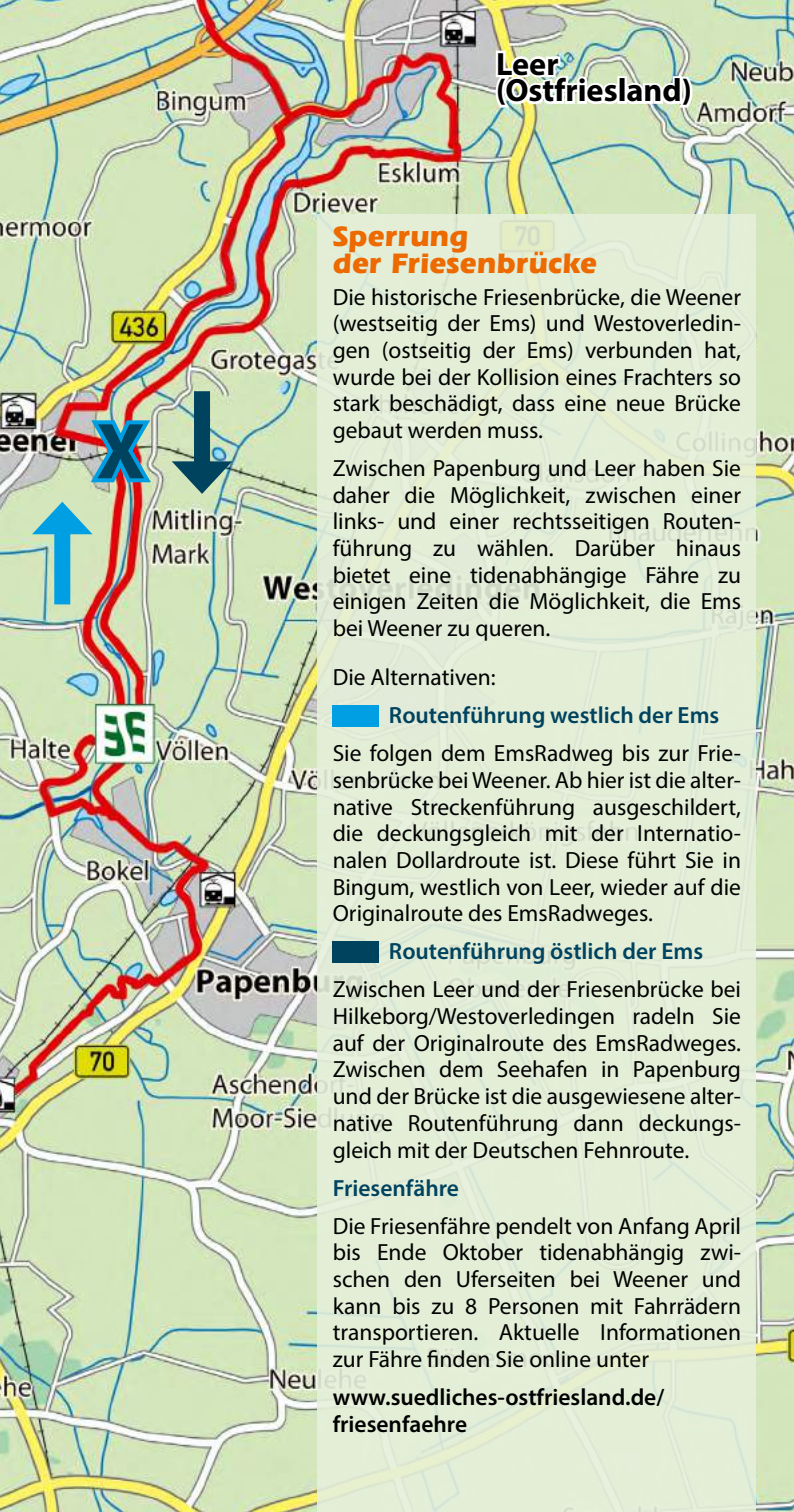 Leer
(Ostfriesland)
Neub
Bingum
Amdorf
Esklum
Driever
ermoor
70
436
Grotegast
eener
X
Mitling-
Mark
Westoverledingen
Halte
Völlen
Völ
Bokel
Papenburg
70
Aschendorf-
Moor-Siedlung
Neulehe
he
Collinghor
Rajen
Hah
Sperrung
der Friesenbrücke
Die historische Friesenbrücke, die Weener
(westseitig der Ems) und Westoverledin-
gen (ostseitig der Ems) verbunden hat,
wurde bei der Kollision eines Frachters so
stark beschädigt, dass eine neue Brücke
gebaut werden muss.
Zwischen Papenburg und Leer haben Sie
daher die Möglichkeit, zwischen einer
links- und einer rechtsseitigen Routen-
führung zu wählen. Darüber hinaus
bietet eine tidenabhängige Fähre zu
einigen Zeiten die Möglichkeit, die Ems
bei Weener zu queren.
Die Alternativen:
Routenführung westlich der Ems
Sie folgen dem EmsRadweg bis zur Frie-
senbrücke bei Weener. Ab hier ist die alter-
native Streckenführung ausgeschildert,
die deckungsgleich mit der Internatio-
nalen Dollardroute ist. Diese führt Sie in
Bingum, westlich von Leer, wieder auf die
Originalroute des EmsRadweges.
Routenführung östlich der Ems
Zwischen Leer und der Friesenbrücke bei
Hilkeborg/Westoverledingen radeln Sie
auf der Originalroute des EmsRadweges.
Zwischen dem Seehafen in Papenburg
und der Brücke ist die ausgewiesene alter-
native Routenführung dann deckungs-
gleich mit der Deutschen Fehnroute.
Friesenfähre
Die Friesenfähre pendelt von Anfang April
bis Ende Oktober tidenabhängig zwi-
schen den Uferseiten bei Weener und
kann bis zu 8 Personen mit Fahrrädern
transportieren. Aktuelle Informationen
zur Fähre finden Sie online unter
www.suedliches-ostfriesland.de/
friesenfaehre